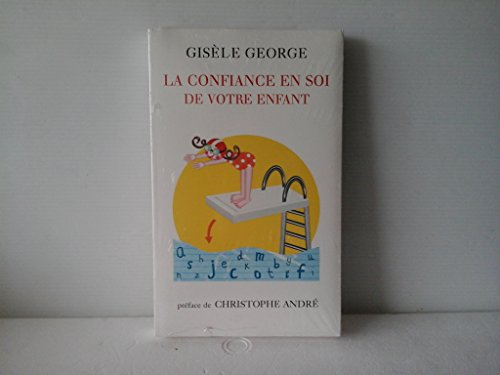 GISÈLE GEORGE
LA CONFIANCE EN SOI
DE VOTRE ENFANT
a s h j e d m b y u
n a j c o t s f i
préface de CHRISTOPHE ANDRÉ